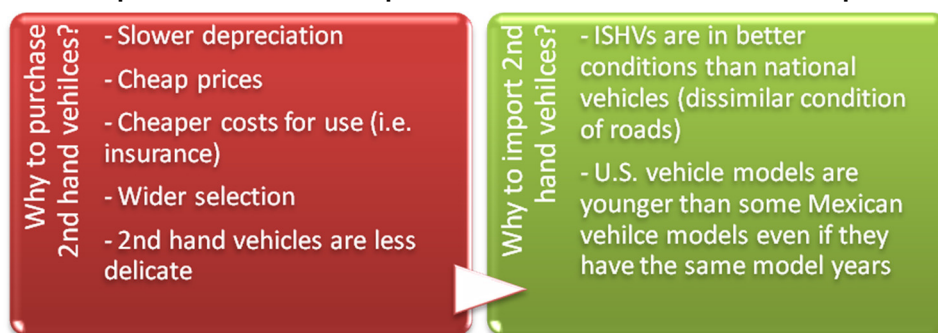 Why to purchase
2nd hand vehilces?
- Slower depreciation
- Cheap prices
- Cheaper costs for use (i.e.
insurance)
- Wider selection
- 2nd hand vehicles are less
delicate
Why to import 2nd
hand vehilces?
- ISHVs are in better
conditions than national
vehicles (dissimilar condition
of roads)
- U.S. vehicle models are
younger than some Mexican
vehilce models even if they
have the same model years